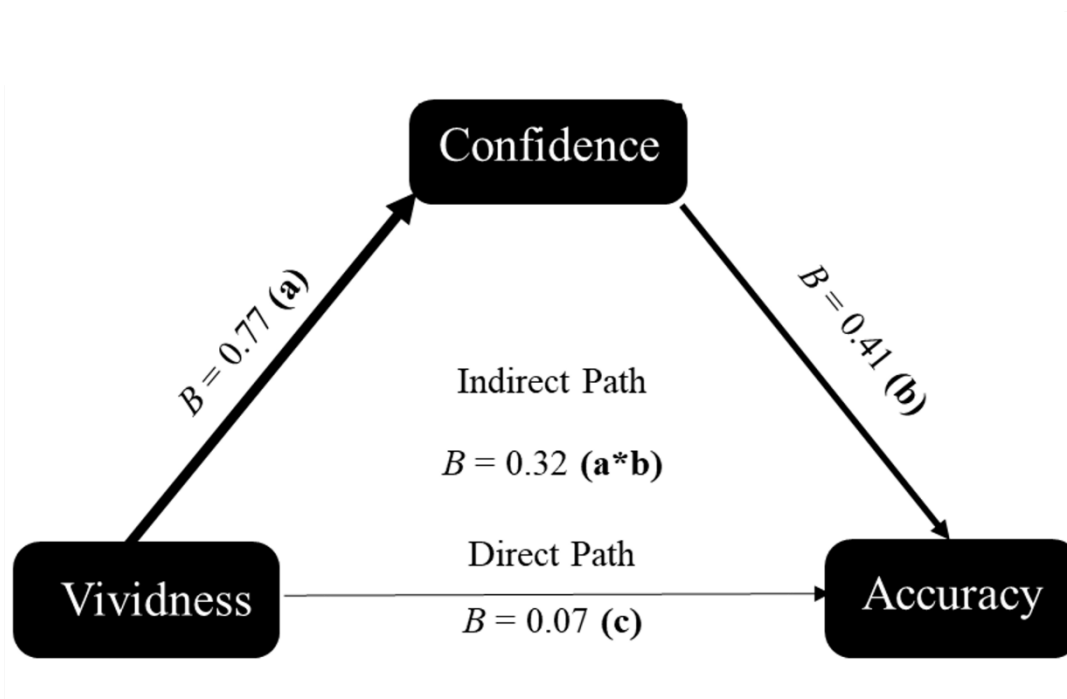 Confidence
B = 0.77 (a)
B = 0.41 (b)
Indirect Path
B = 0.32 (a*b)
Direct Path
Vividness
Accuracy
B = 0.07 (c)